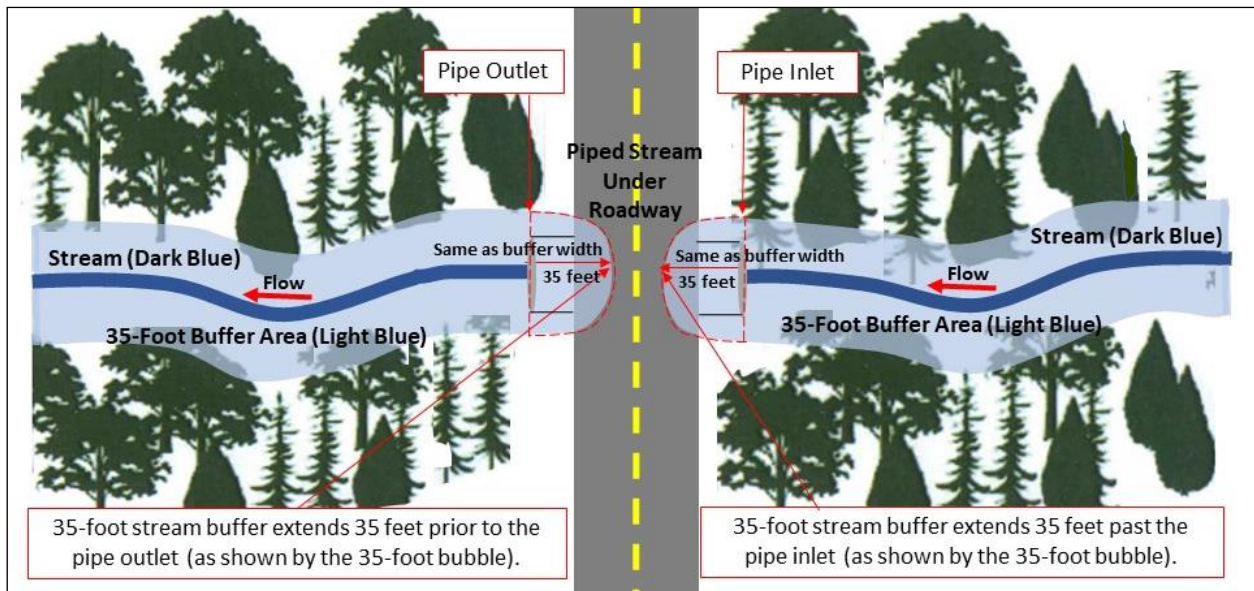 Pipe Outlet
Pipe Inlet
Piped Stream
Under
Roadway
Stream (Dark Blue)
Flow
35-Foot Buffer Area (Light Blue)
Same as buffer width
35 feet
Same as buffer width
35 feet
Stream (Dark Blue)
Flow
35-Foot Buffer Area (Light Blue)
35-foot stream buffer extends 35 feet prior to the
pipe outlet (as shown by the 35-foot bubble).
35-foot stream buffer extends 35 feet past the
pipe inlet (as shown by the 35-foot bubble).